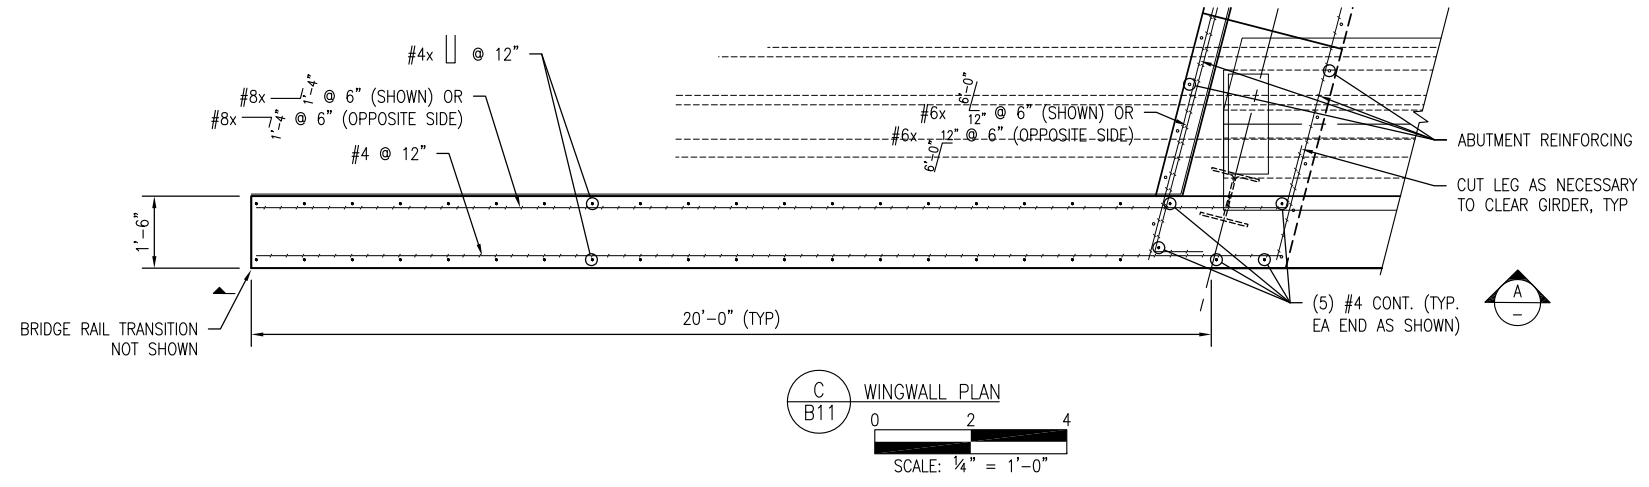 #4x @ 12"
#8x 1'-4" @ 6" (SHOWN) OR
#8x 1'-4" @ 6" (OPPOSITE SIDE)
#4 @ 12"
6'-0"
#6x 12" @ 6" (SHOWN) OR
#6x 12" @ 6" (OPPOSITE SIDE)
6'-0"
ABUTMENT REINFORCING
CUT LEG AS NECESSARY
TO CLEAR GIRDER, TYP
1'-6"
BRIDGE RAIL TRANSITION
NOT SHOWN
20'-0" (TYP)
(5) #4 CONT. (TYP.
EA END AS SHOWN)
A
-
C
B11
WINGWALL PLAN
0 2 4
SCALE: 1/4" = 1'-0"